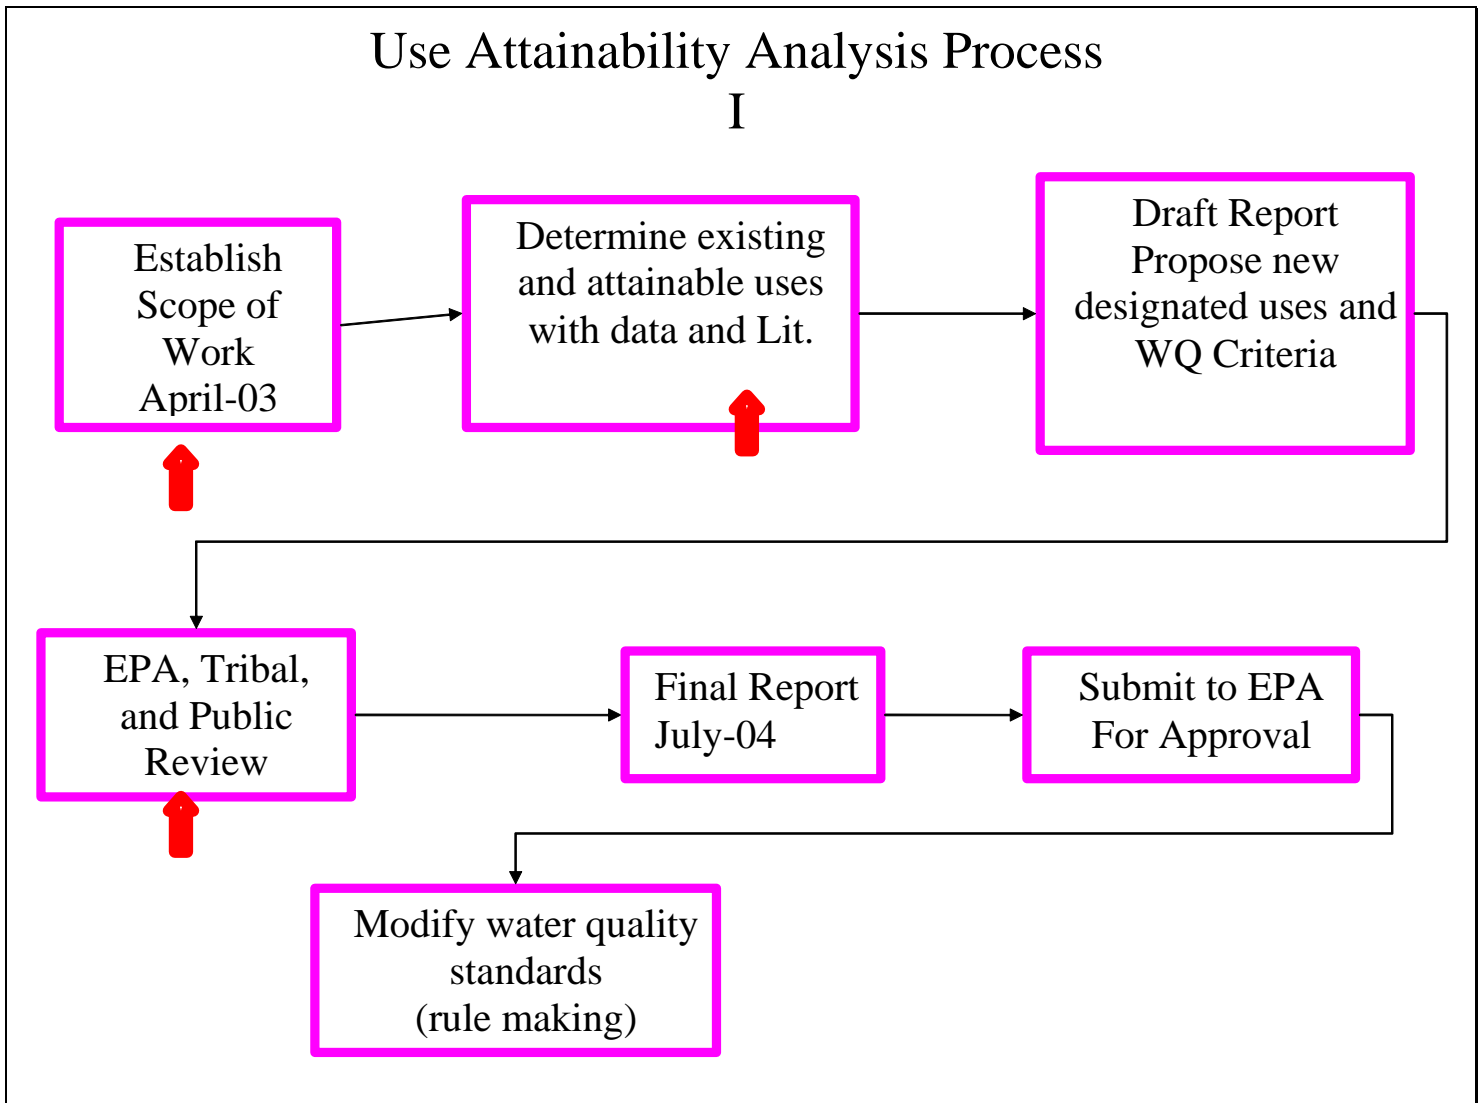 Use Attainability Analysis Process
I
Establish
Scope of
Work
April-03
Determine existing
and attainable uses
with data and Lit.
Draft Report
Propose new
designated uses and
WQ Criteria
EPA, Tribal,
and Public
Review
Final Report
July-04
Submit to EPA
For Approval
Modify water quality
standards
(rule making)